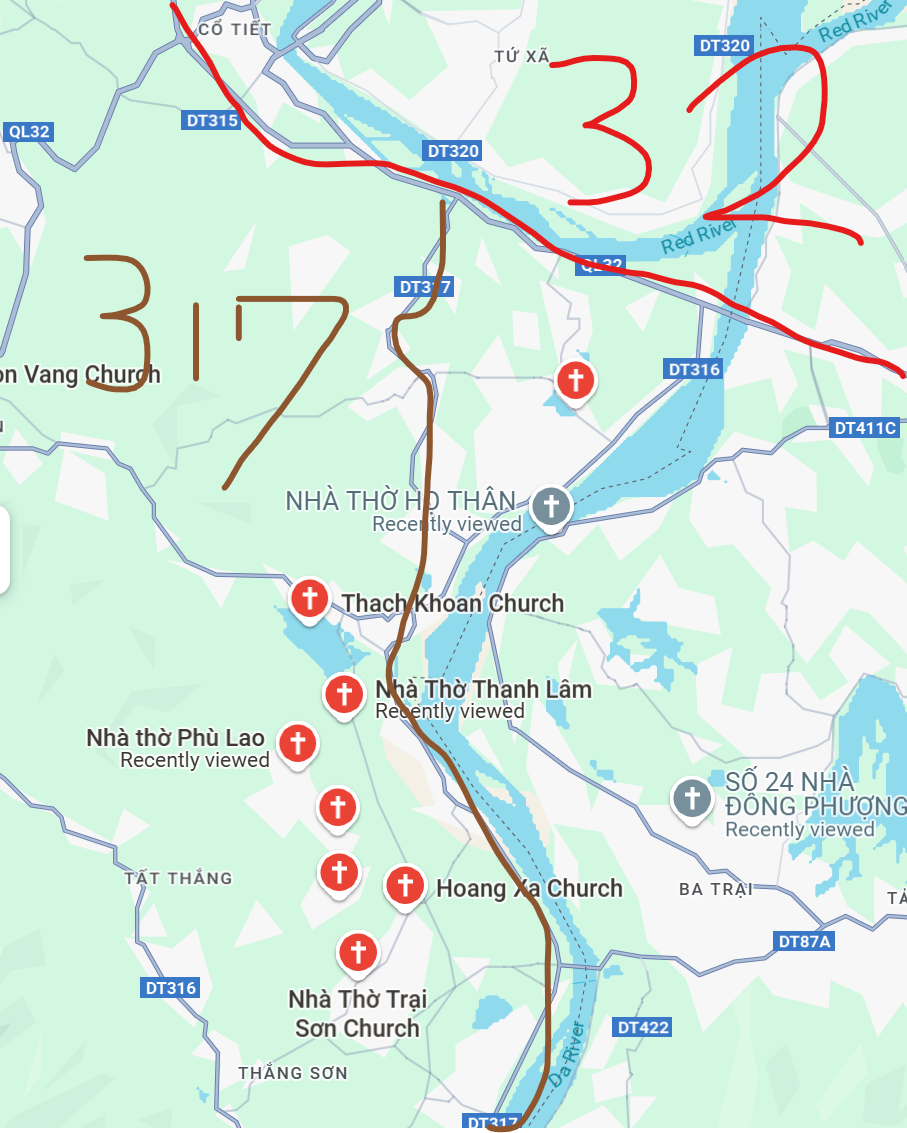 CỔ TIẾT
TỨ XÃ
DT320
Red River
32
DT315
QL32
DT320
Red River
QL32
DT317
317
DT316
on Vang Church
DT411C
NHÀ THỜ HỌ THÂN
Recently viewed
Thach Khoan Church
Nhà Thờ Thanh Lâm
Recently viewed
Nhà thờ Phù Lao
Recently viewed
SỐ 24 NHÀ
ĐỒNG PHƯỢNG
Recently viewed
TẤT THẮNG
Hoang Xa Church
BA TRẠI
TẢ
DT87A
DT316
Nhà Thờ Trại
Sơn Church
DT422
Da River
THẮNG SƠN
DT317